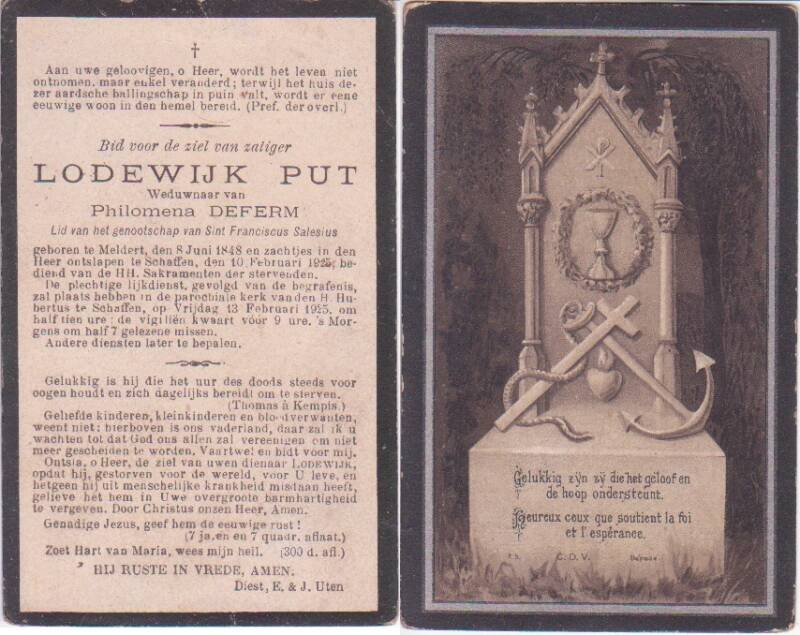 Aan uwe geloovigen, o Heer, wordt het leven niet
ontnomen, maar enkel veranderd; terwijl het huis de-
zer aardsche ballingschap in puin valt, wordt er eene
eeuwige woon in den hemel bereid. (Pref. der overl.)
Bid voor de ziel van zaliger
LODEWIJK PUT
Weduwnaar van
Philomena DEFERM
Lid van het genootschap van Sint Franciscus Salesius
geboren te Meldert, den 8 Juni 1848 en zachtjes in den
Heer ontslapen te Schaffen, den 10 Februari 1925, be-
diend van de HH. Sakramenten der stervenden.
De plechtige lijkdienst, gevolgd van de begrafenis,
zal plaats hebben in de parochiale kerk van den H. Hu-
bertus te Schaffen, op Vrijdag 13 Februari 1925, om
half tien ure : de vigiliën kwaart vóór 9 ure. 's Mor-
gens om half 7 gelezene missen.
Andere diensten later te bepalen.
Gelukkig is hij die het uur des doods steeds voor
oogen houdt en zich dagelijks bereidt om te sterven.
(Thomas à Kempis.)
Geliefde kinderen, kleinkinderen en bloedverwanten,
weent niet: hierboven is ons vaderland, daar zal ik u
wachten tot dat God ons allen zal vereenigen om niet
meer gescheiden te worden. Vaartwel en bidt voor mij.
Ontsla, o Heer, de ziel van uwen dienaar LODEWIJK,
opdat hij, gestorven voor de wereld, voor U leve, en
hetgeen hij uit menschelijke krankheid misdaan heeft,
gelieve het hem in Uwe overgroote barmhartigheid
te vergeven. Door Christus onzen Heer, Amen.
Genadige Jezus, geef hem de eeuwige rust !
(7 jaren en 7 quadr. aflaat.)
Zoet Hart van Maria, wees mijn heil. (300 d. afl.)
HIJ RUSTE IN VREDE, AMEN.
Diest, E. & J. Uten
Gelukkig zijn zij die het geloof en
de hoop ondersteunt.
Heureux ceux que soutient la foi
et l'espérance.
C. D. V.